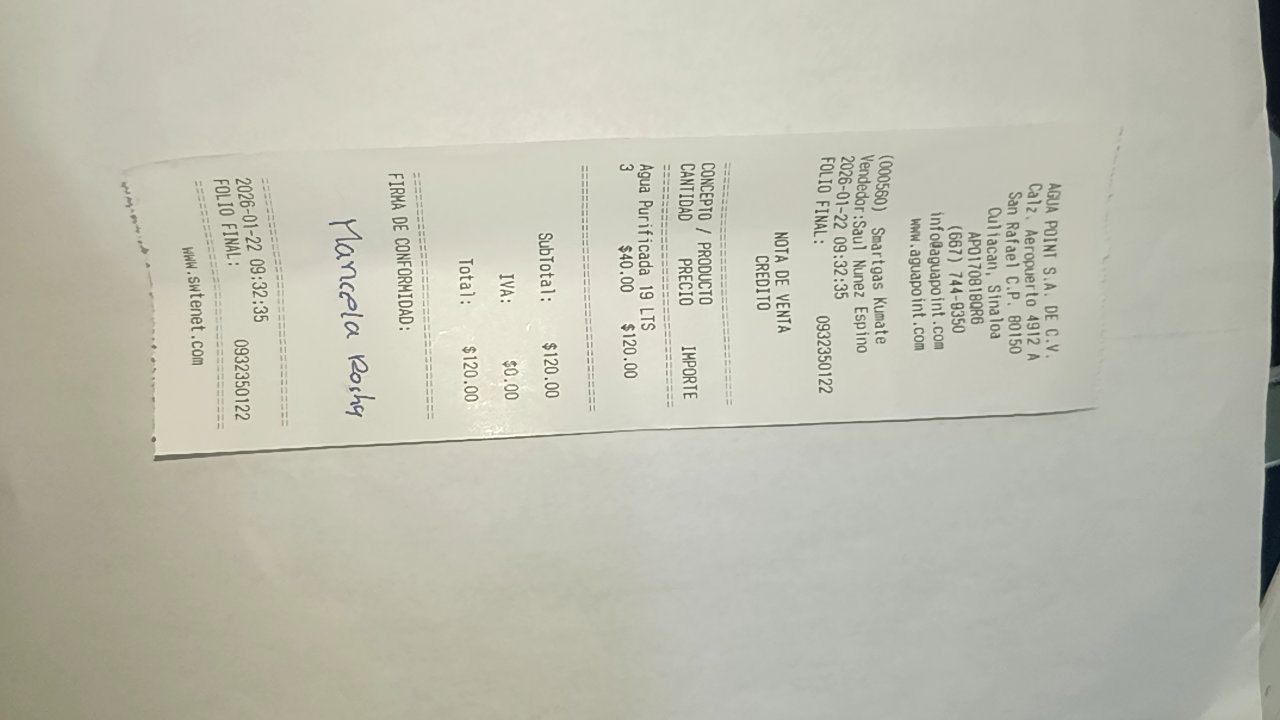 AGUA POINT S.A. DE C.V.
Calz. Aeropuerto 4912 A
San Rafael C.P. 80150
Culiacan, Sinaloa
APO170818QR6
(667) 744-9350
info@aguapoint.com
www.aguapoint.com
(000560) Smartgas Kumate
Vendedor:Saul Nunez Espino
2026-01-22 09:32:35
FOLIO FINAL: 0932350122
NOTA DE VENTA
CREDITO
CONCEPTO / PRODUCTO
CANTIDAD PRECIO IMPORTE
Agua Purificada 19 LTS
3 $40.00 $120.00
SubTotal: $120.00
IVA: $0.00
Total: $120.00
FIRMA DE CONFORMIDAD:
Maricela
2026-01-22 09:32:35
FOLIO FINAL: 0932350122
www.swtenet.com